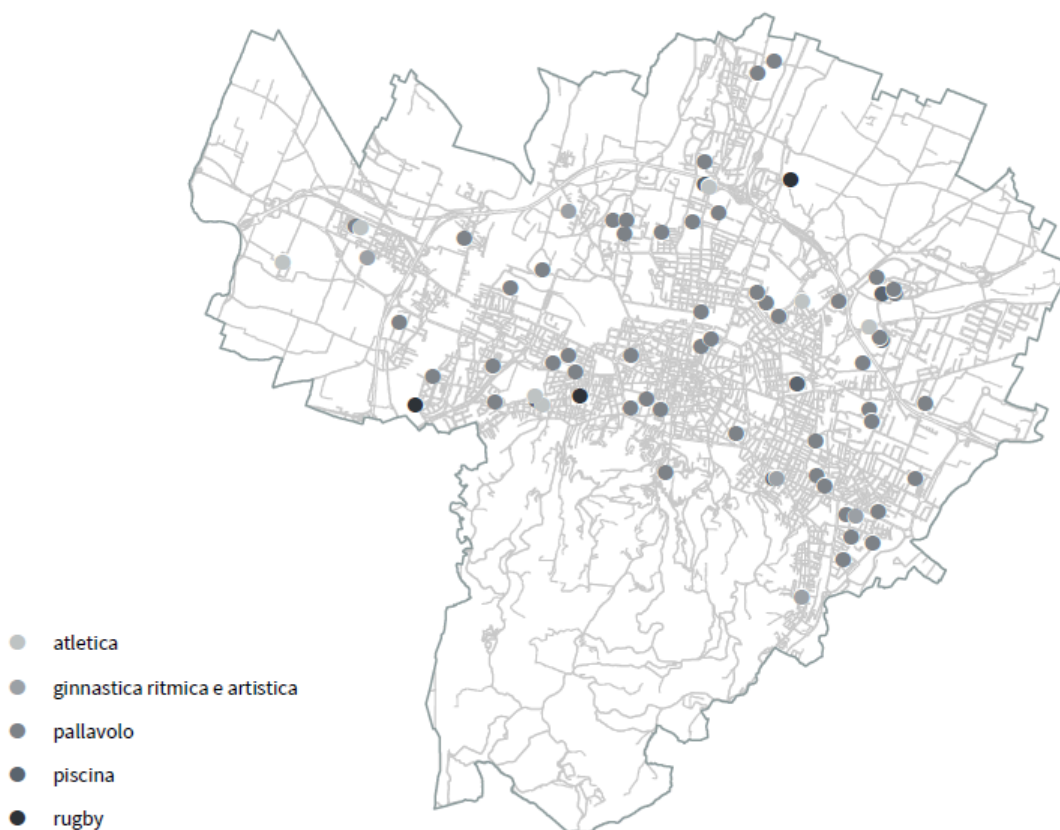 atletica
ginnastica ritmica e artistica
pallavolo
piscina
rugby